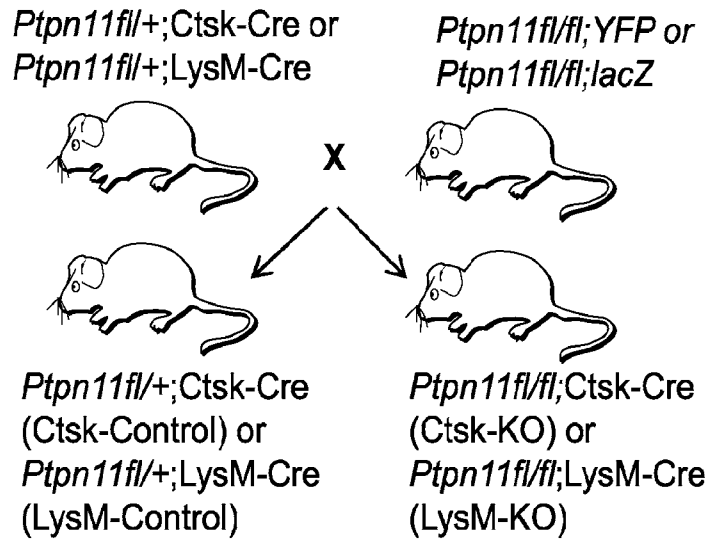 Ptpn11fl/+;Ctsk-Cre or
Ptpn11fl/+;LysM-Cre
Ptpn11fl/fl;YFP or
Ptpn11fl/fl;lacZ
X
Ptpn11fl/+;Ctsk-Cre
(Ctsk-Control) or
Ptpn11fl/+;LysM-Cre
(LysM-Control)
Ptpn11fl/fl;Ctsk-Cre
(Ctsk-KO) or
Ptpn11fl/fl;LysM-Cre
(LysM-KO)